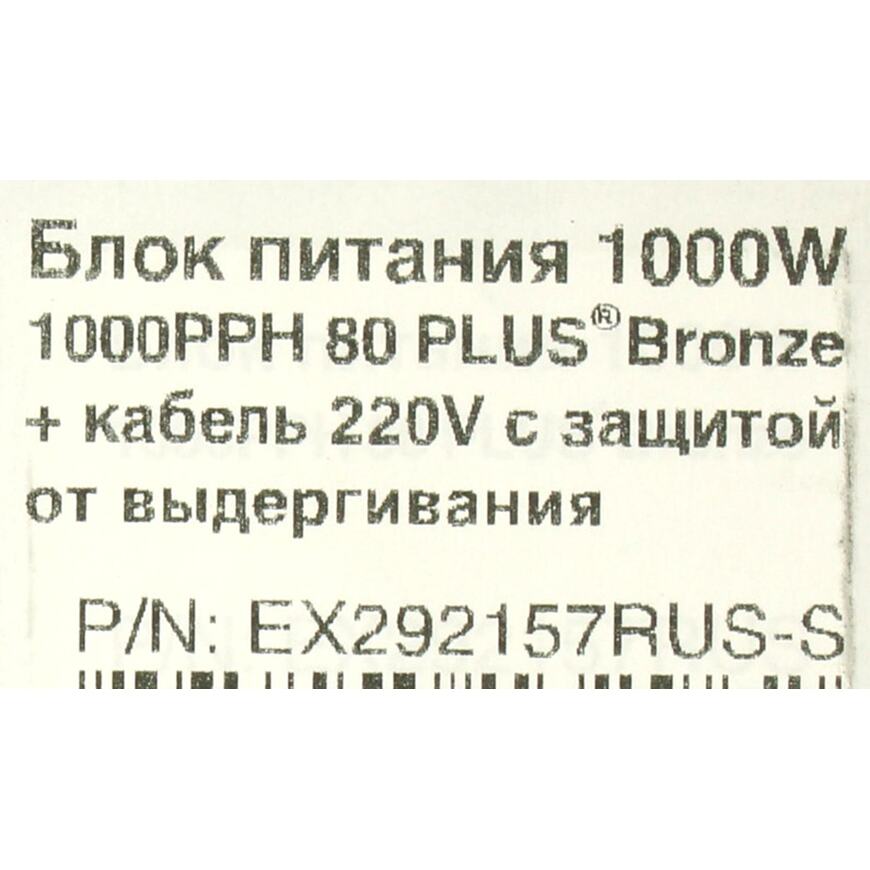 Блок питания 1000W
1000PPH 80 PLUS® Bronze
+ кабель 220V с защитой
от выдергивания
P/N: EX292157RUS-S